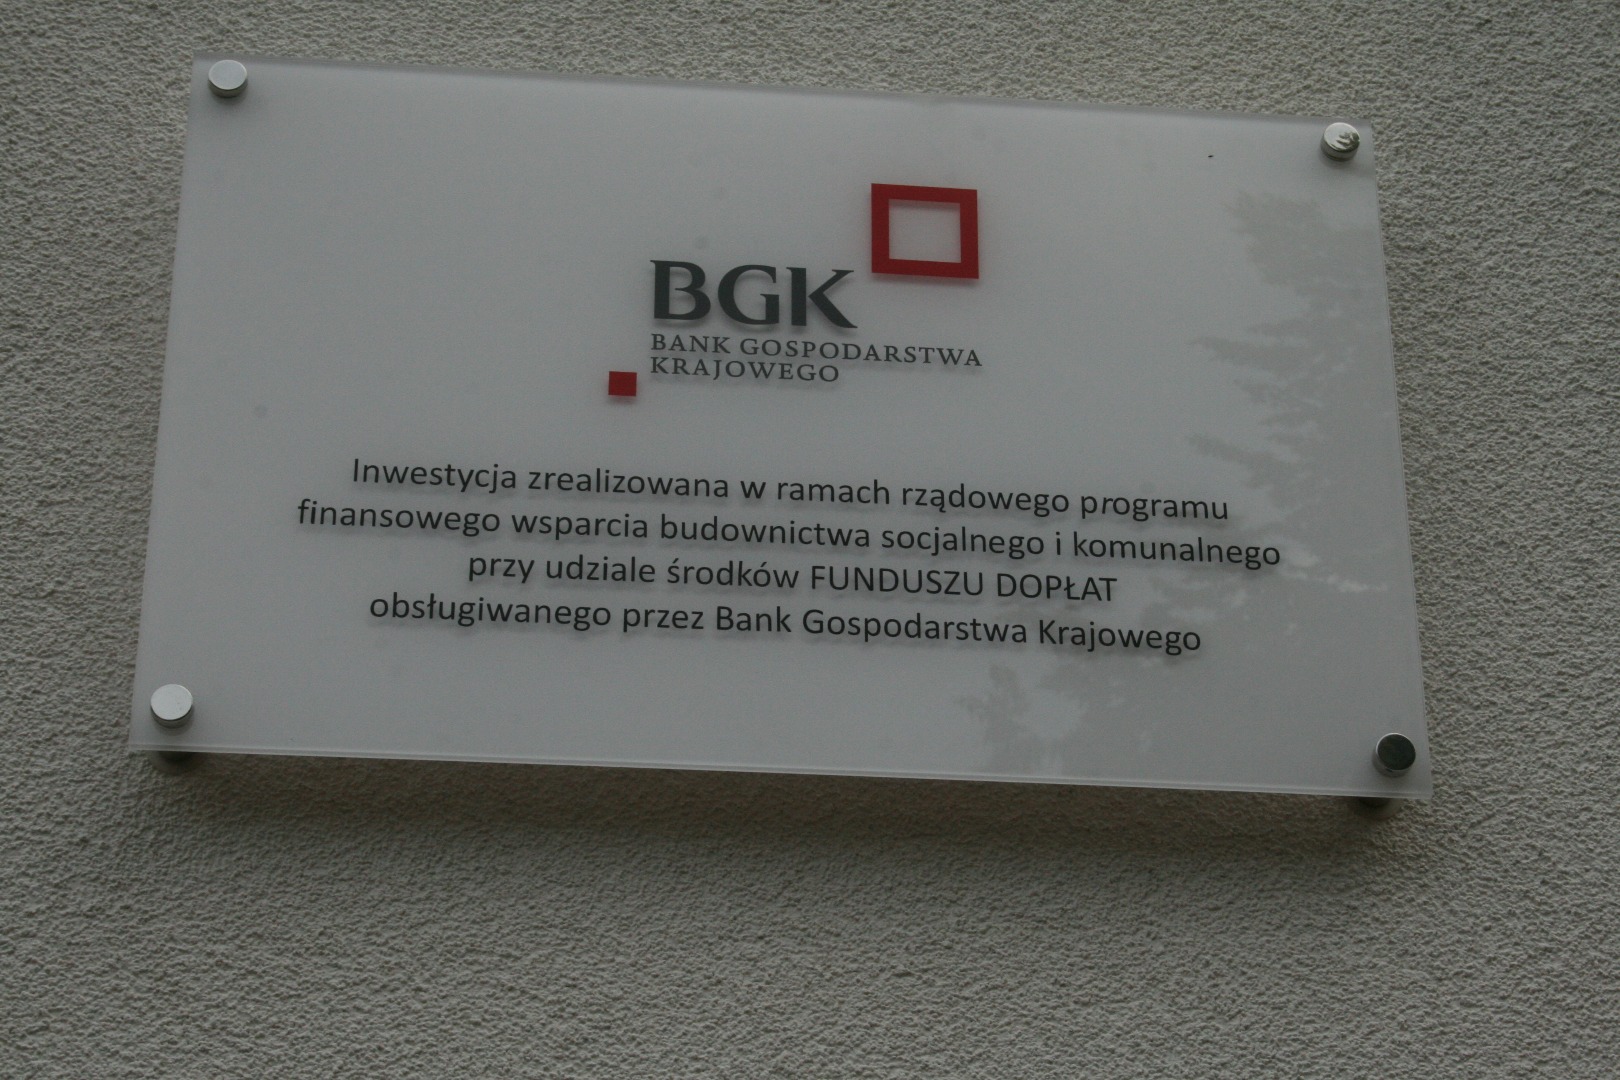 BGK
BANK GOSPODARSTWA
KRAJOWEGO
Inwestycja zrealizowana w ramach rządowego programu
finansowego wsparcia budownictwa socjalnego i komunalnego
przy udziale środków FUNDUSZU DOPŁAT
obsługiwanego przez Bank Gospodarstwa Krajowego